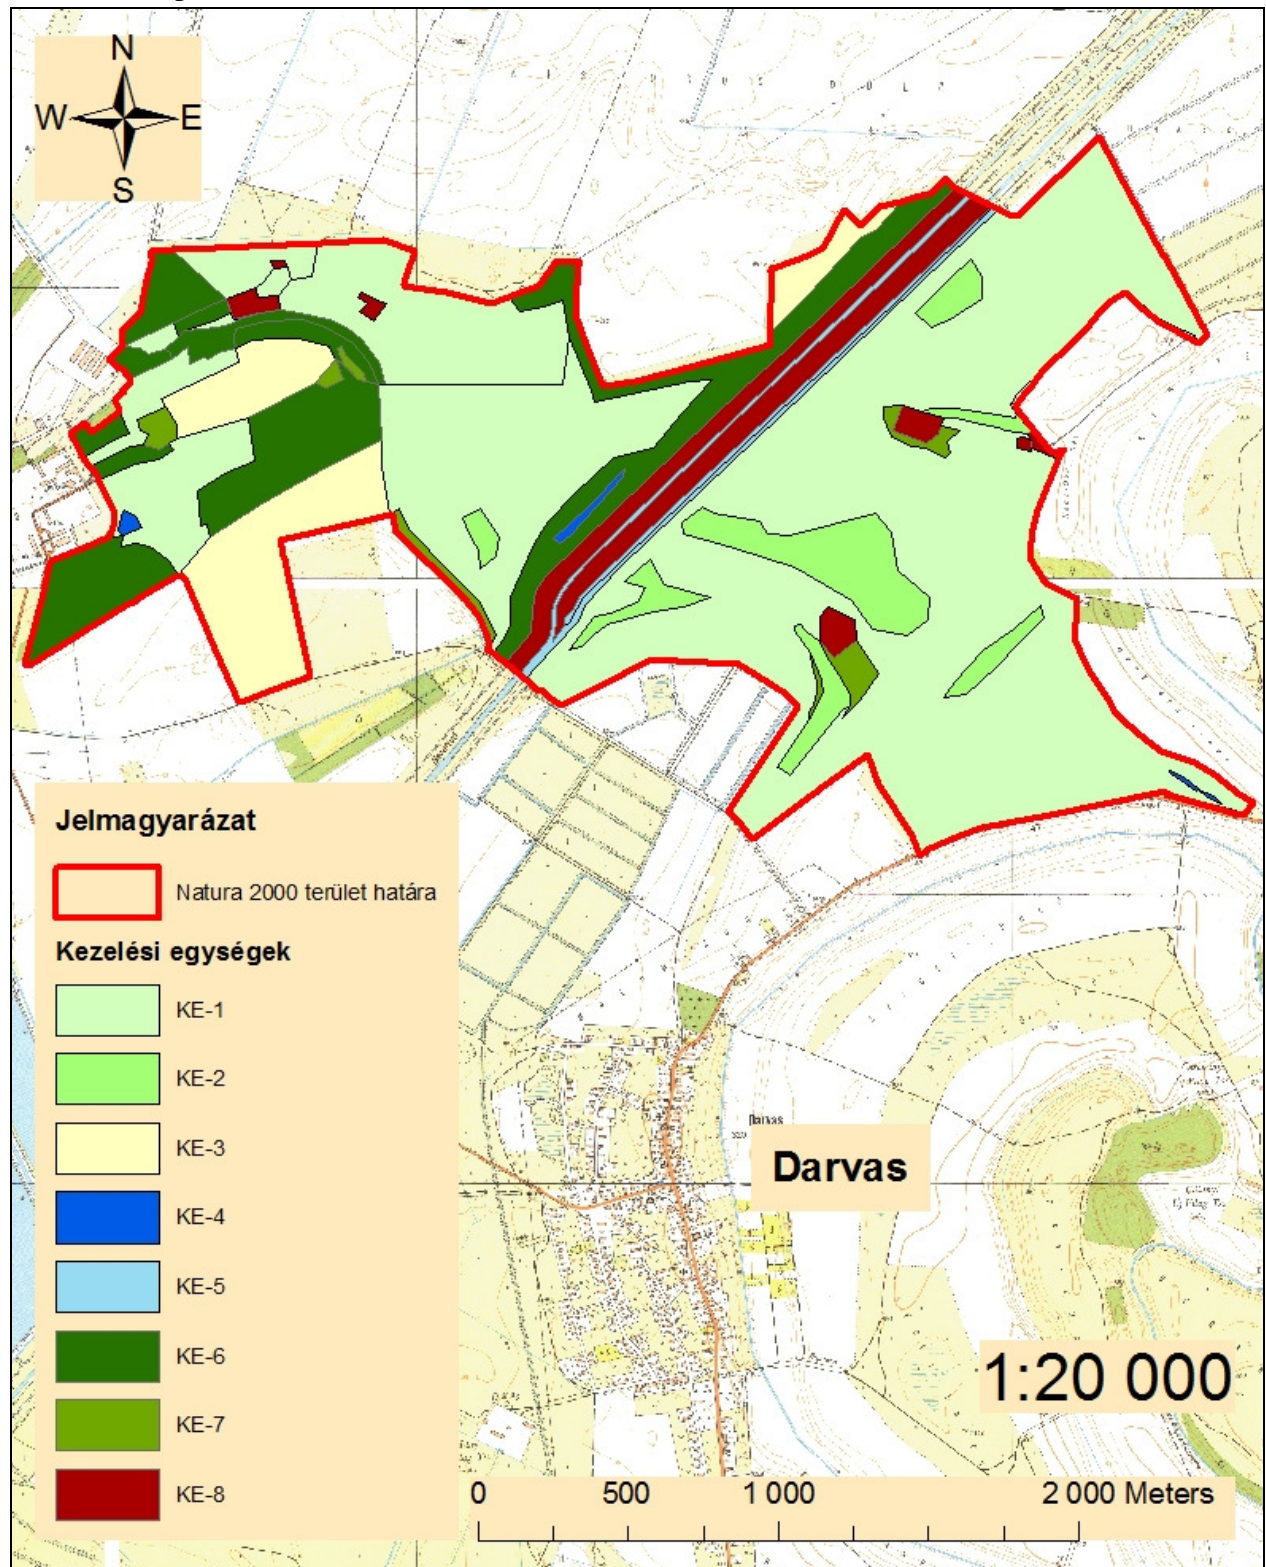 N
W E
S
Jelmagyarázat
Natura 2000 terület határa
Kezelési egységek
KE-1
KE-2
KE-3
KE-4
KE-5
KE-6
KE-7
KE-8
Darvas
Darvas
1:20 000
0 500 1 000 2 000 Meters